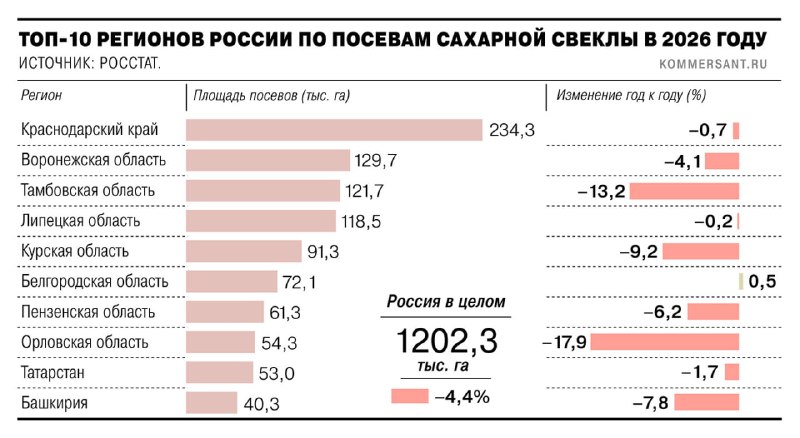 ТОП-10 РЕГИОНОВ РОССИИ ПО ПОСЕВАМ САХАРНОЙ СВЕКЛЫ В 2026 ГОДУ
ИСТОЧНИК: РОССТАТ. KOMMERSANT.RU
Регион Площадь посевов (тыс. га) Изменение год к году (%)
Краснодарский край 234,3 –0,7
Воронежская область 129,7 –4,1
Тамбовская область 121,7 –13,2
Липецкая область 118,5 –0,2
Курская область 91,3 –9,2
Белгородская область 72,1 0,5
Пензенская область 61,3 –6,2
Орловская область 54,3 –17,9
Татарстан 53,0 –1,7
Башкирия 40,3 –7,8
Россия в целом
1202,3
тыс. га
–4,4%